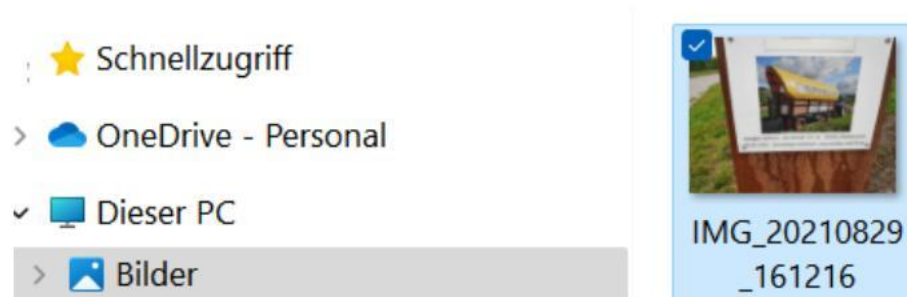 Schnellzugriff
OneDrive - Personal
Dieser PC
Bilder
IMG_20210829
_161216